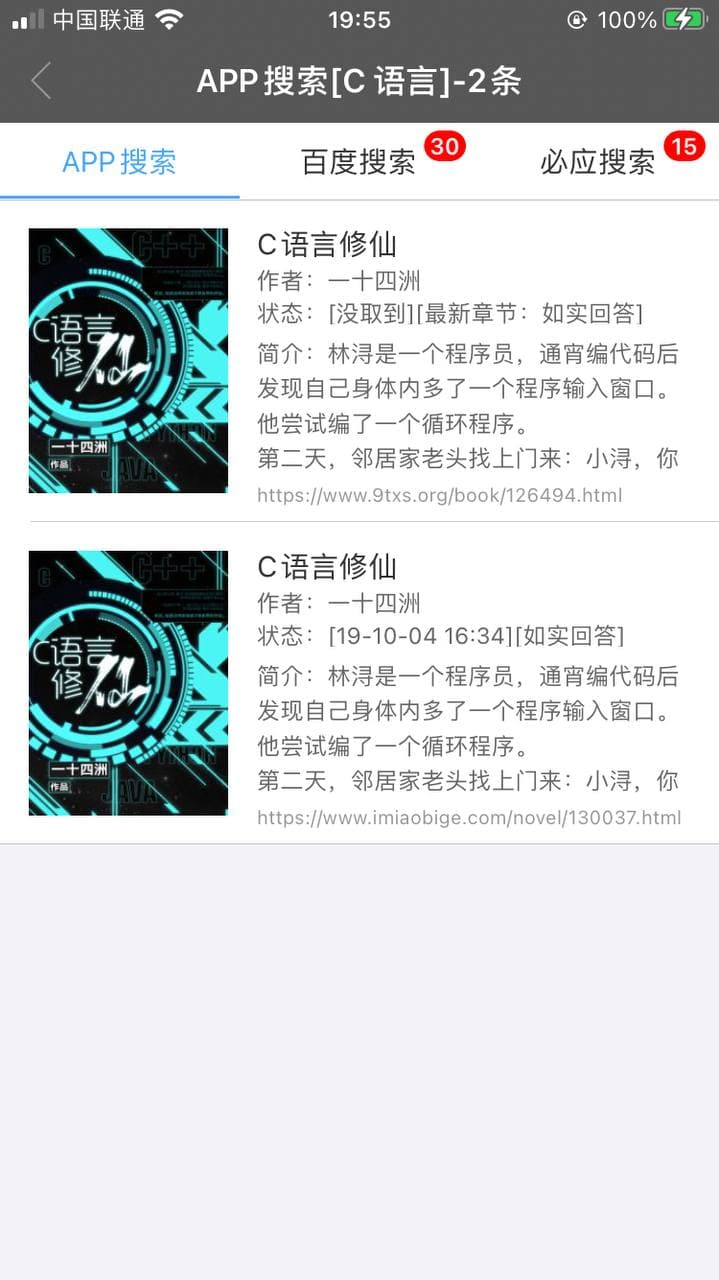 中国联通 19:55 100%
APP搜索[C 语言]-2条
APP搜索 百度搜索 30 必应搜索 15
C++
C语言
修仙
一十四洲
作品
JAVA
C语言修仙
作者：一十四洲
状态：[没取到][最新章节：如实回答]
简介：林浔是一个程序员，通宵编代码后
发现自己身体内多了一个程序输入窗口。
他尝试编了一个循环程序。
第二天，邻居家老头找上门来：小浔，你
https://www.9txs.org/book/126494.html
C++
C语言
修仙
一十四洲
作品
JAVA
C语言修仙
作者：一十四洲
状态：[19-10-04 16:34][如实回答]
简介：林浔是一个程序员，通宵编代码后
发现自己身体内多了一个程序输入窗口。
他尝试编了一个循环程序。
第二天，邻居家老头找上门来：小浔，你
https://www.imiaobige.com/novel/130037.html